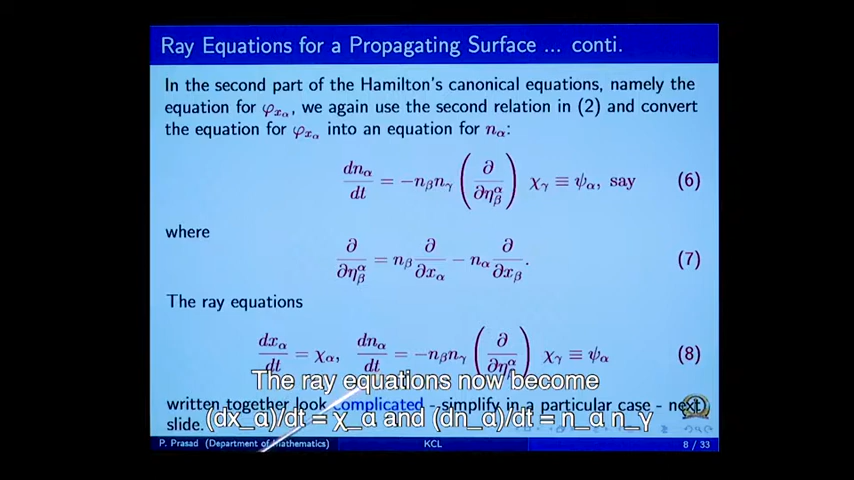 Ray Equations for a Propagating Surface ... conti.
In the second part of the Hamilton's canonical equations, namely the
equation for φ_{x_α}, we again use the second relation in (2) and convert
the equation for φ_{x_α} into an equation for n_α:
dn_α/dt = −n_β n_γ (∂/∂η_β^α) χ_γ ≡ ψ_α, say (6)
where
∂/∂η_β^α = n_β ∂/∂x_α − n_α ∂/∂x_β. (7)
The ray equations
dx_α/dt = χ_α, dn_α/dt = −n_β n_γ (∂/∂η_β^α) χ_γ ≡ ψ_α (8)
The ray equations now become
written together look complicated - simplify in a particular case - next
(dx_α)/dt = χ_α and (dn_α)/dt = n_α n_γ
slide.
P. Prasad (Department of Mathematics) KCL 8 / 33